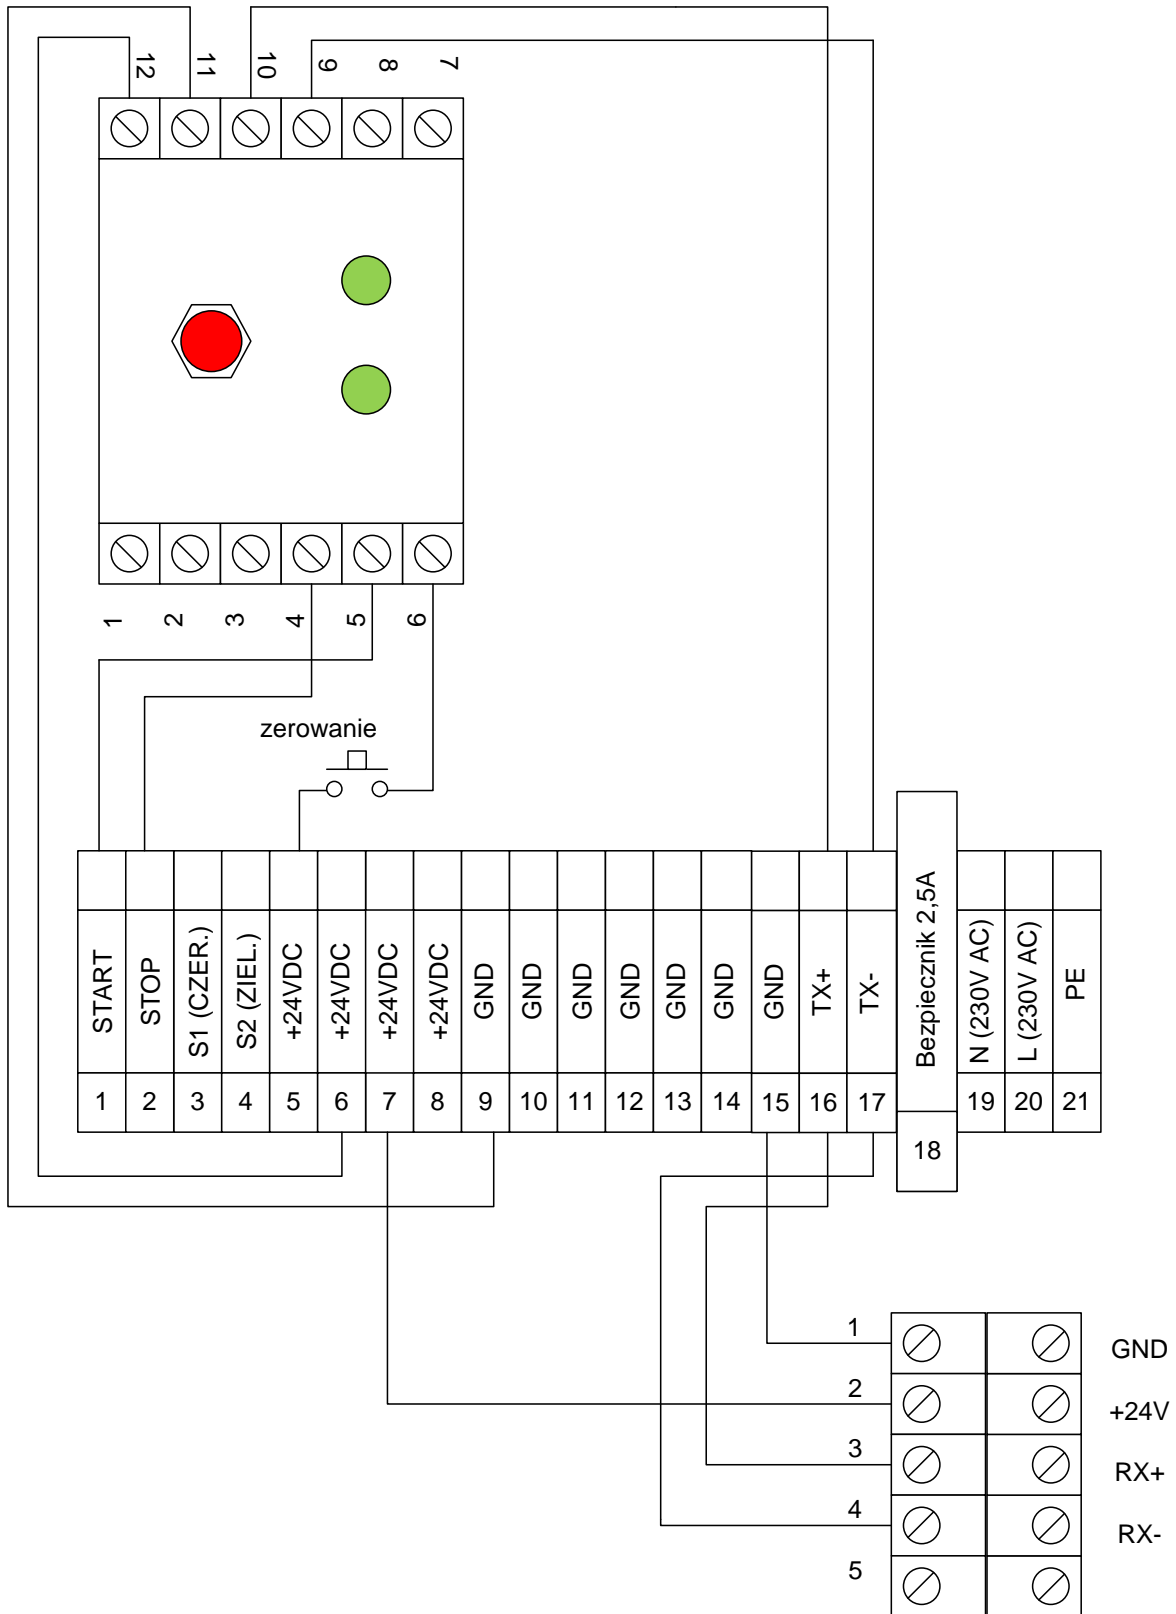 12 11 10 9 8 7
1 2 3 4 5 6
zerowanie
START
STOP
S1 (CZER.)
S2 (ZIEL.)
+24VDC
+24VDC
+24VDC
+24VDC
GND
GND
GND
GND
GND
GND
GND
TX+
TX-
Bezpiecznik 2,5A
N (230V AC)
L (230V AC)
PE
1 2 3 4 5 6 7 8 9 10 11 12 13 14 15 16 17 18 19 20 21
1 GND
2 +24V
3 RX+
4 RX-
5